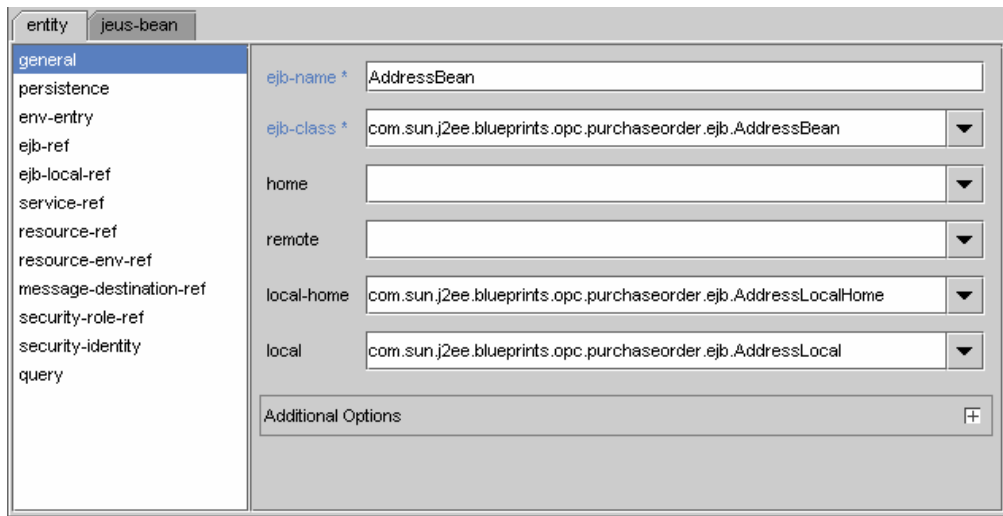 entity jeus-bean
general
persistence
env-entry
ejb-ref
ejb-local-ref
service-ref
resource-ref
resource-env-ref
message-destination-ref
security-role-ref
security-identity
query
ejb-name * AddressBean
ejb-class * com.sun.j2ee.blueprints.opc.purchaseorder.ejb.AddressBean
home
remote
local-home com.sun.j2ee.blueprints.opc.purchaseorder.ejb.AddressLocalHome
local com.sun.j2ee.blueprints.opc.purchaseorder.ejb.AddressLocal
Additional Options